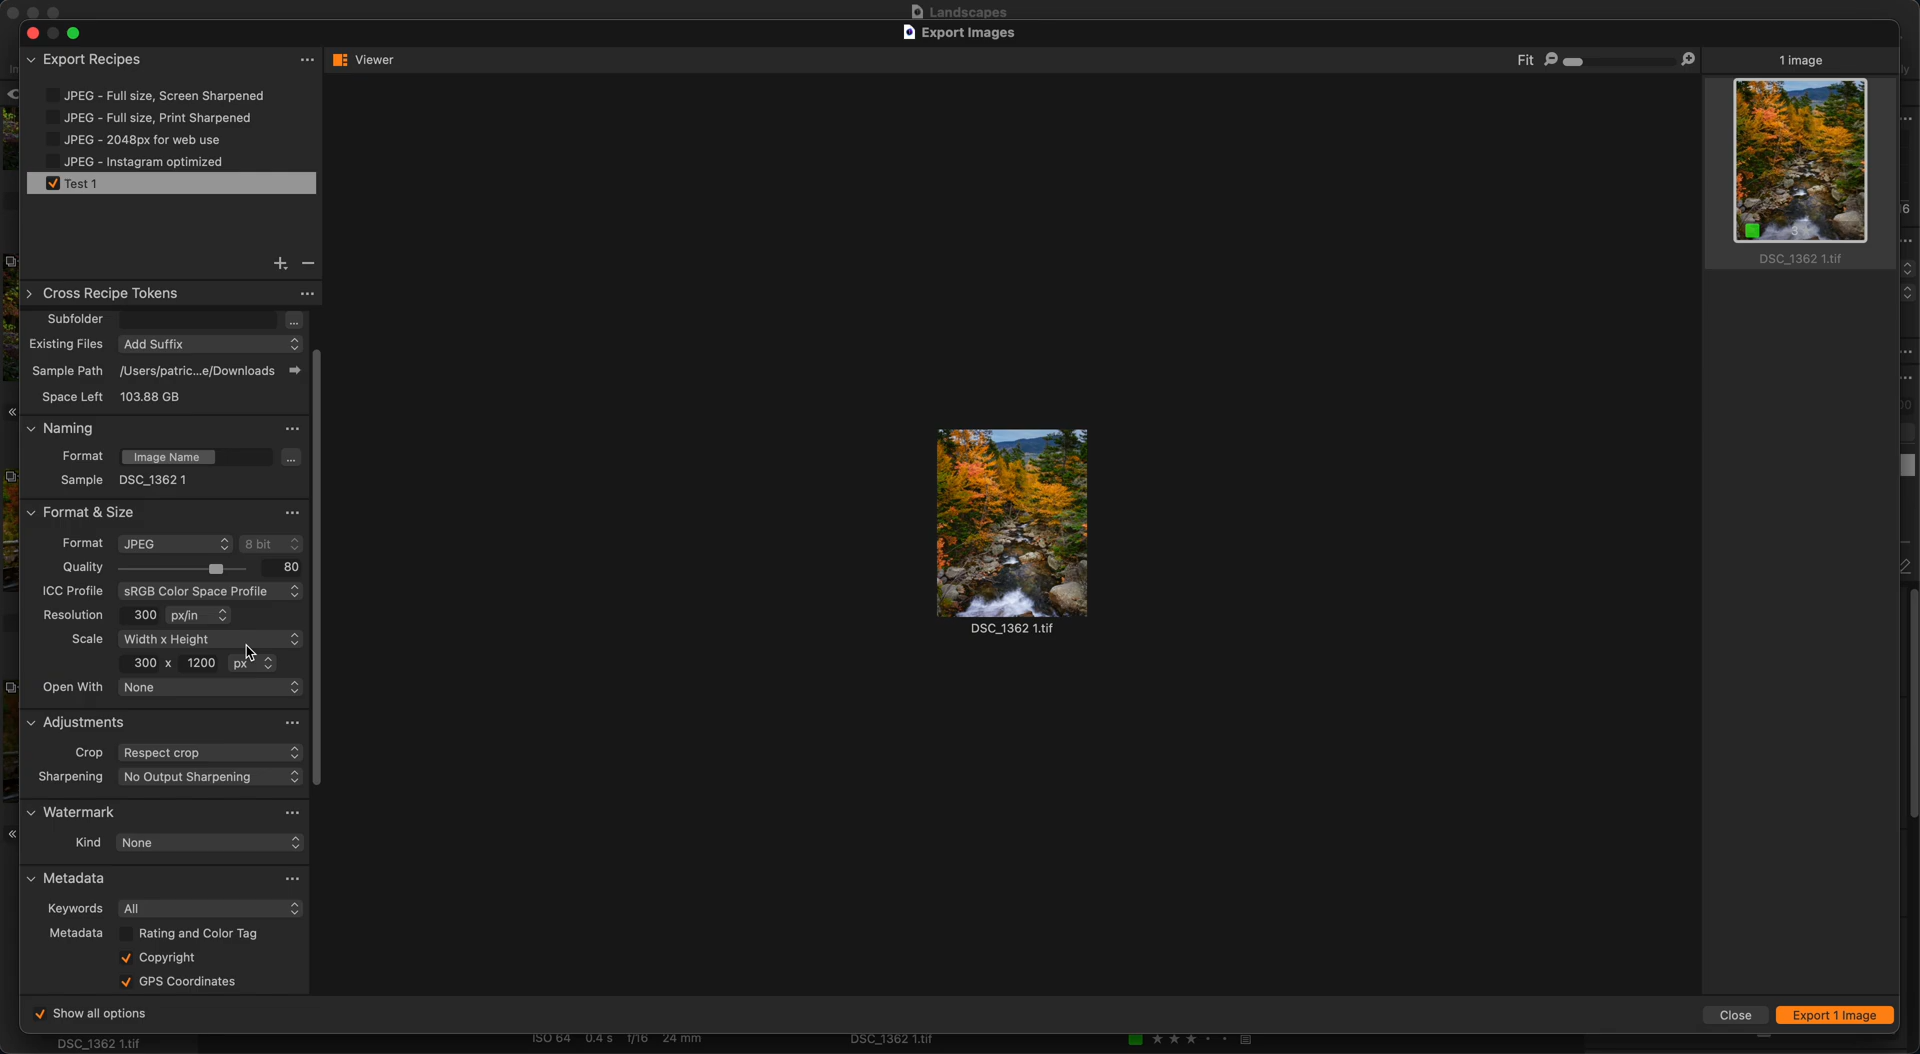 Landscapes
Export Images
Export Recipes
Viewer
Fit
1 image
JPEG - Full size, Screen Sharpened
JPEG - Full size, Print Sharpened
JPEG - 2048px for web use
JPEG - Instagram optimized
Test 1
3
DSC_1362 1.tif
Cross Recipe Tokens
Subfolder
Existing Files Add Suffix
Sample Path /Users/patric...e/Downloads
Space Left 103.88 GB
Naming
Format Image Name
Sample DSC_1362 1
Format & Size
Format JPEG 8 bit
Quality 80
ICC Profile sRGB Color Space Profile
Resolution 300 px/in
Scale Width x Height
300 x 1200 px
Open With None
DSC_1362 1.tif
Adjustments
Crop Respect crop
Sharpening No Output Sharpening
Watermark
Kind None
Metadata
Keywords All
Metadata Rating and Color Tag
Copyright
GPS Coordinates
Show all options
Close Export 1 Image
DSC_1362 1.tif
ISO 64 0.4 s f/16 24 mm
DSC_1362 1.tif